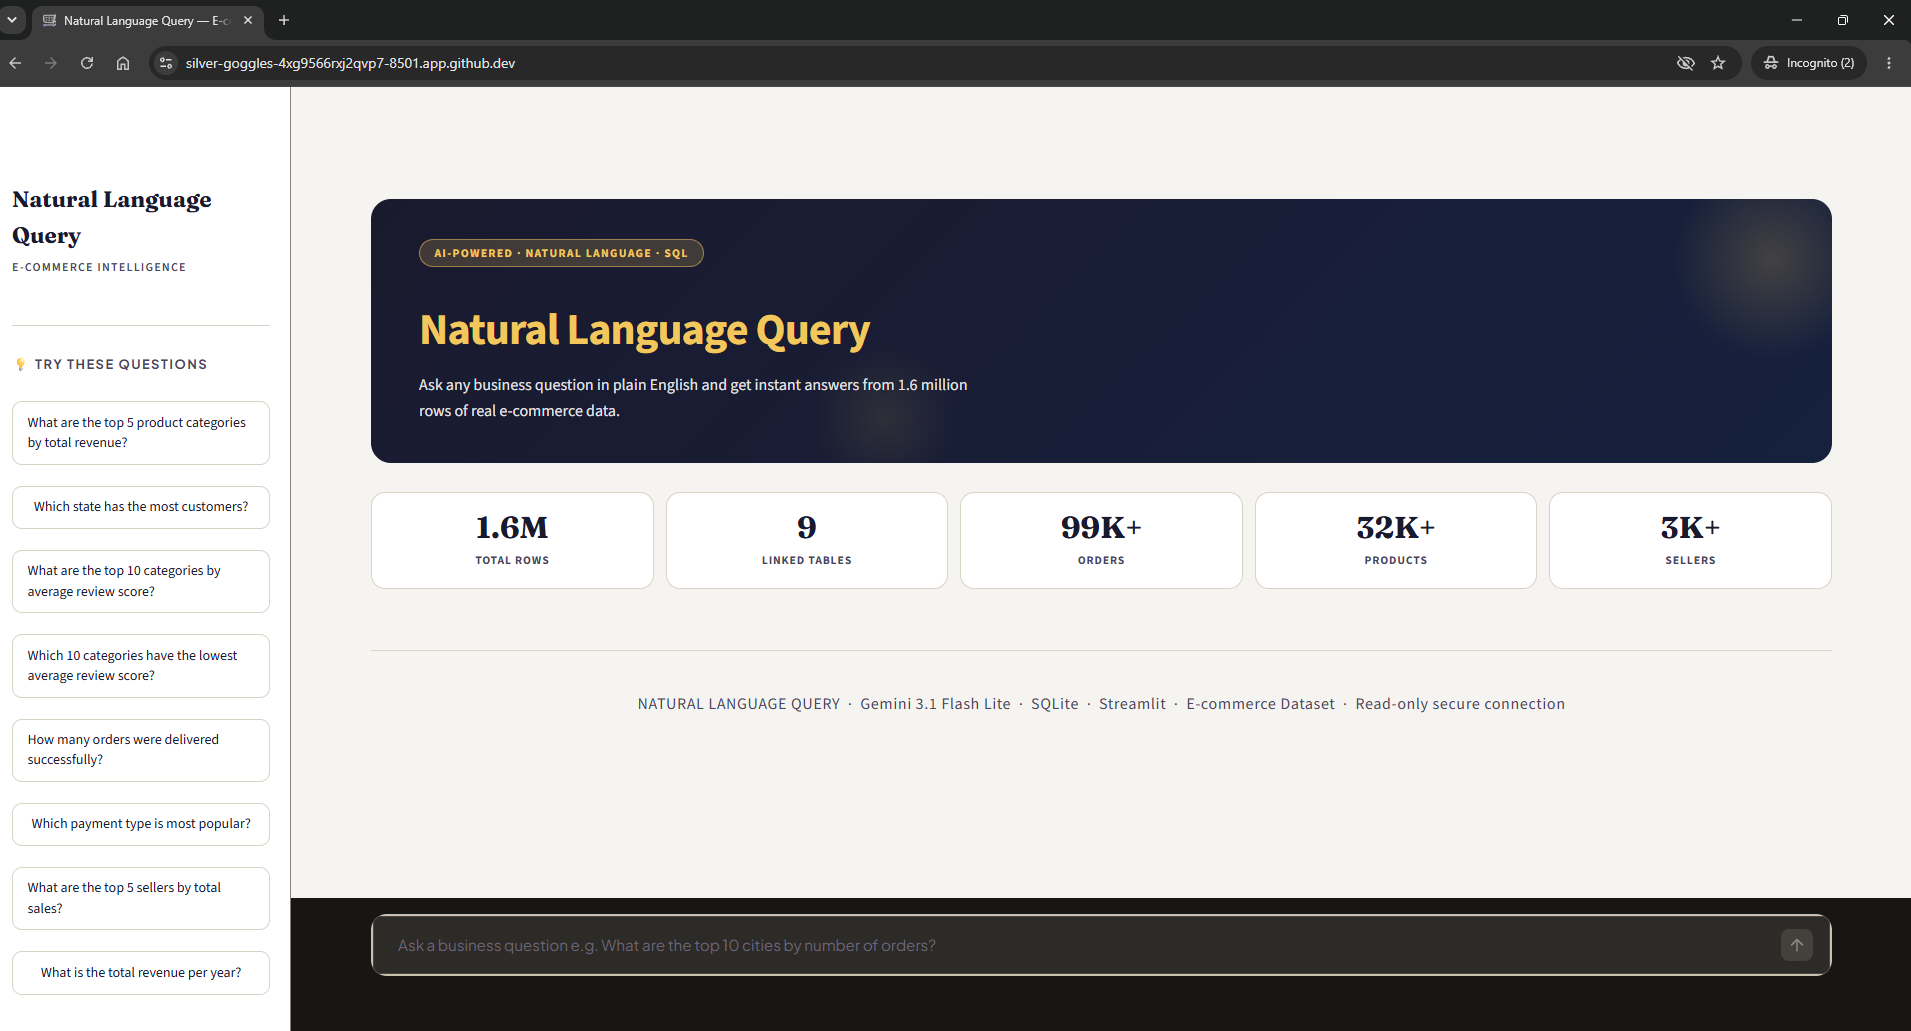 Natural Language Query — E-c
silver-goggles-4xg9566rxj2qvp7-8501.app.github.dev
Incognito (2)
Natural Language
Query
E-COMMERCE INTELLIGENCE
💡 TRY THESE QUESTIONS
What are the top 5 product categories
by total revenue?
Which state has the most customers?
What are the top 10 categories by
average review score?
Which 10 categories have the lowest
average review score?
How many orders were delivered
successfully?
Which payment type is most popular?
What are the top 5 sellers by total
sales?
What is the total revenue per year?
AI-POWERED · NATURAL LANGUAGE · SQL
Natural Language Query
Ask any business question in plain English and get instant answers from 1.6 million
rows of real e-commerce data.
1.6M
TOTAL ROWS
9
LINKED TABLES
99K+
ORDERS
32K+
PRODUCTS
3K+
SELLERS
NATURAL LANGUAGE QUERY · Gemini 3.1 Flash Lite · SQLite · Streamlit · E-commerce Dataset · Read-only secure connection
Ask a business question e.g. What are the top 10 cities by number of orders?